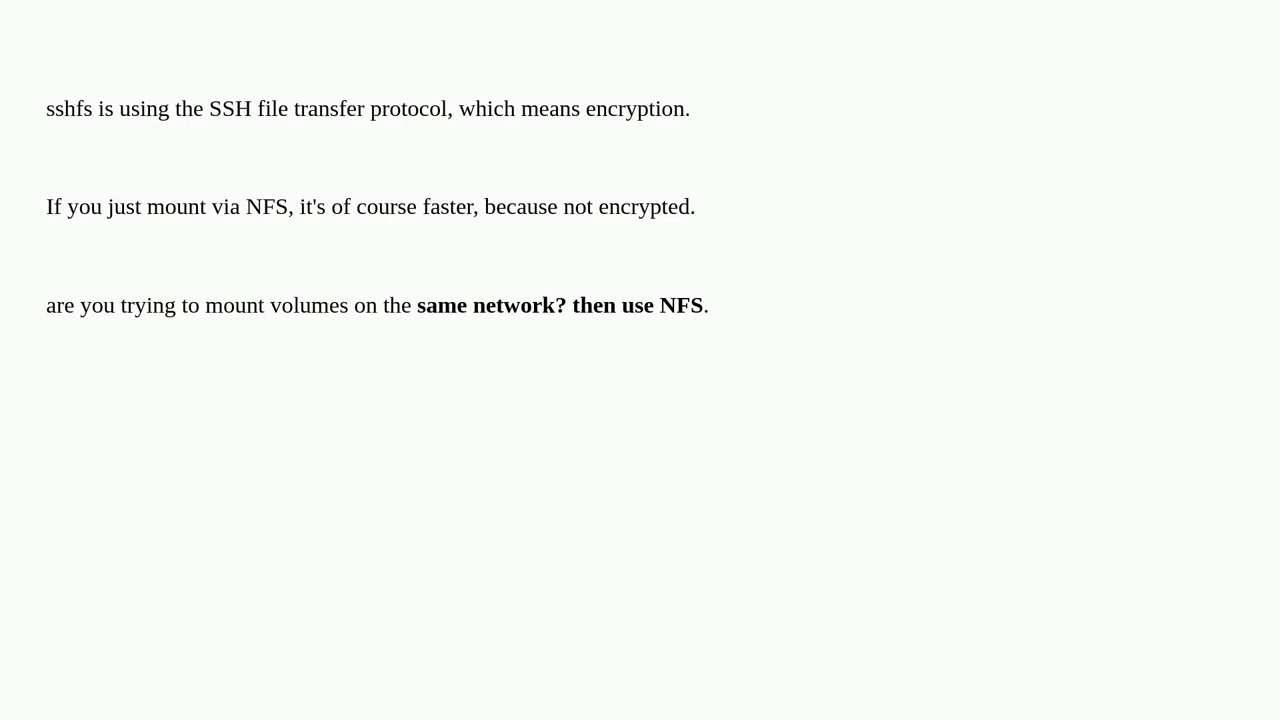 sshfs is using the SSH file transfer protocol, which means encryption.
If you just mount via NFS, it's of course faster, because not encrypted.
are you trying to mount volumes on the same network? then use NFS.